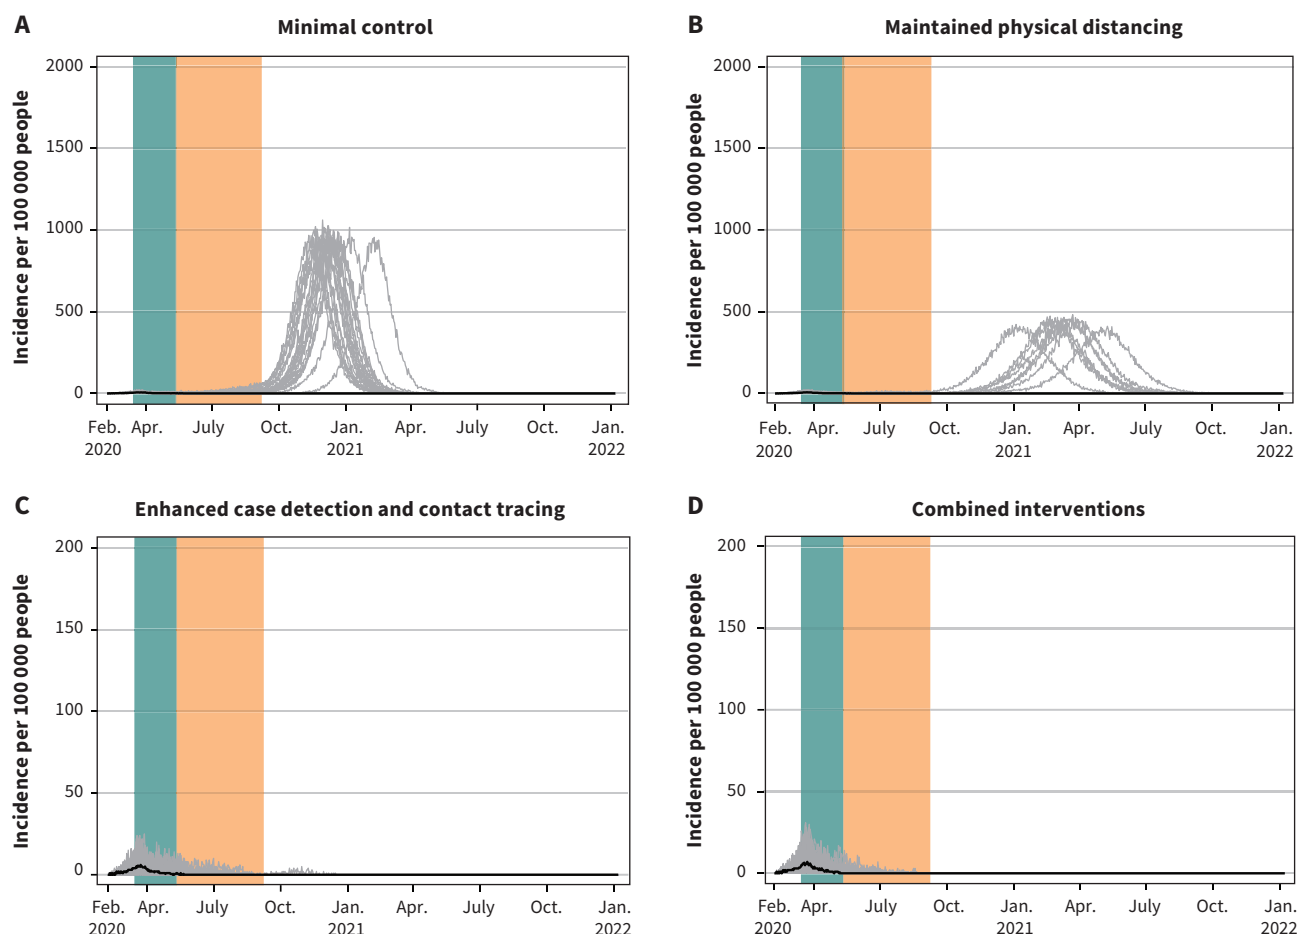 A
Minimal control
Incidence per 100 000 people
2000
1500
1000
500
0
Feb. Apr. July Oct. Jan. Apr. July Oct. Jan.
2020 2021 2022
B
Maintained physical distancing
Incidence per 100 000 people
2000
1500
1000
500
0
Feb. Apr. July Oct. Jan. Apr. July Oct. Jan.
2020 2021 2022
C
Enhanced case detection and contact tracing
Incidence per 100 000 people
200
150
100
50
0
Feb. Apr. July Oct. Jan. Apr. July Oct. Jan.
2020 2021 2022
D
Combined interventions
Incidence per 100 000 people
200
150
100
50
0
Feb. Apr. July Oct. Jan. Apr. July Oct. Jan.
2020 2021 2022